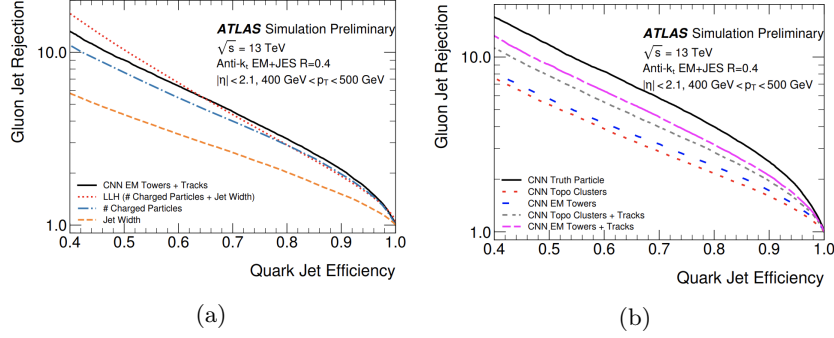 Gluon Jet Rejection
10.0
1.0
ATLAS Simulation Preliminary
√s = 13 TeV
Anti-kt EM+JES R=0.4
|η|<2.1, 400 GeV<pT<500 GeV
CNN EM Towers + Tracks
LLH (# Charged Particles + Jet Width)
# Charged Particles
Jet Width
0.4 0.5 0.6 0.7 0.8 0.9 1.0
Quark Jet Efficiency
(a)
Gluon Jet Rejection
10.0
1.0
ATLAS Simulation Preliminary
√s = 13 TeV
Anti-kt EM+JES R=0.4
|η|<2.1, 400 GeV<pT<500 GeV
CNN Truth Particle
CNN Topo Clusters
CNN EM Towers
CNN Topo Clusters + Tracks
CNN EM Towers + Tracks
0.4 0.5 0.6 0.7 0.8 0.9 1.0
Quark Jet Efficiency
(b)